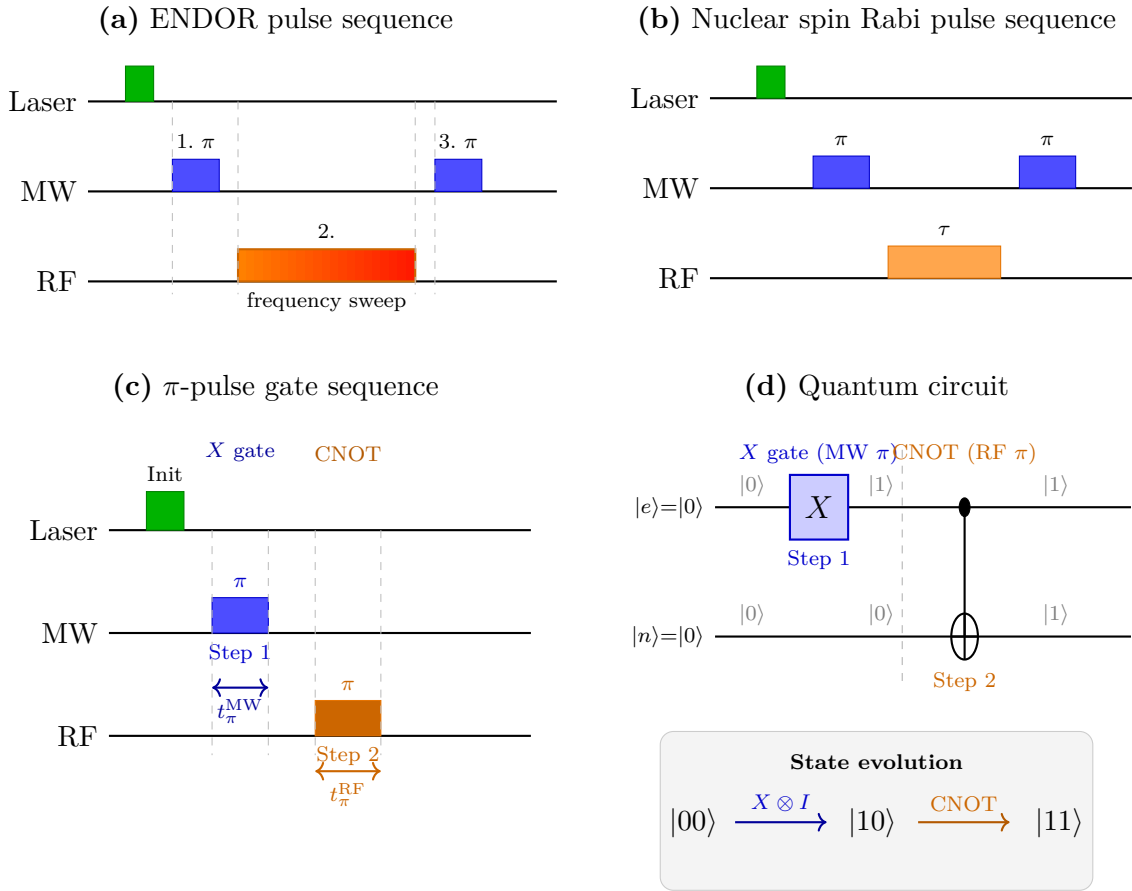 (a) ENDOR pulse sequence
Laser
1. π
3. π
MW
2.
RF
frequency sweep
(b) Nuclear spin Rabi pulse sequence
Laser
π
π
MW
τ
RF
(c) π-pulse gate sequence
X gate
CNOT
Init
Laser
π
MW
Step 1
t_π^MW
π
RF
Step 2
t_π^RF
(d) Quantum circuit
X gate (MW π)
CNOT (RF π)
|0⟩
|1⟩
|1⟩
|e⟩=|0⟩
X
Step 1
|0⟩
|0⟩
|1⟩
|n⟩=|0⟩
Step 2
State evolution
|00⟩ X ⊗ I |10⟩ CNOT |11⟩